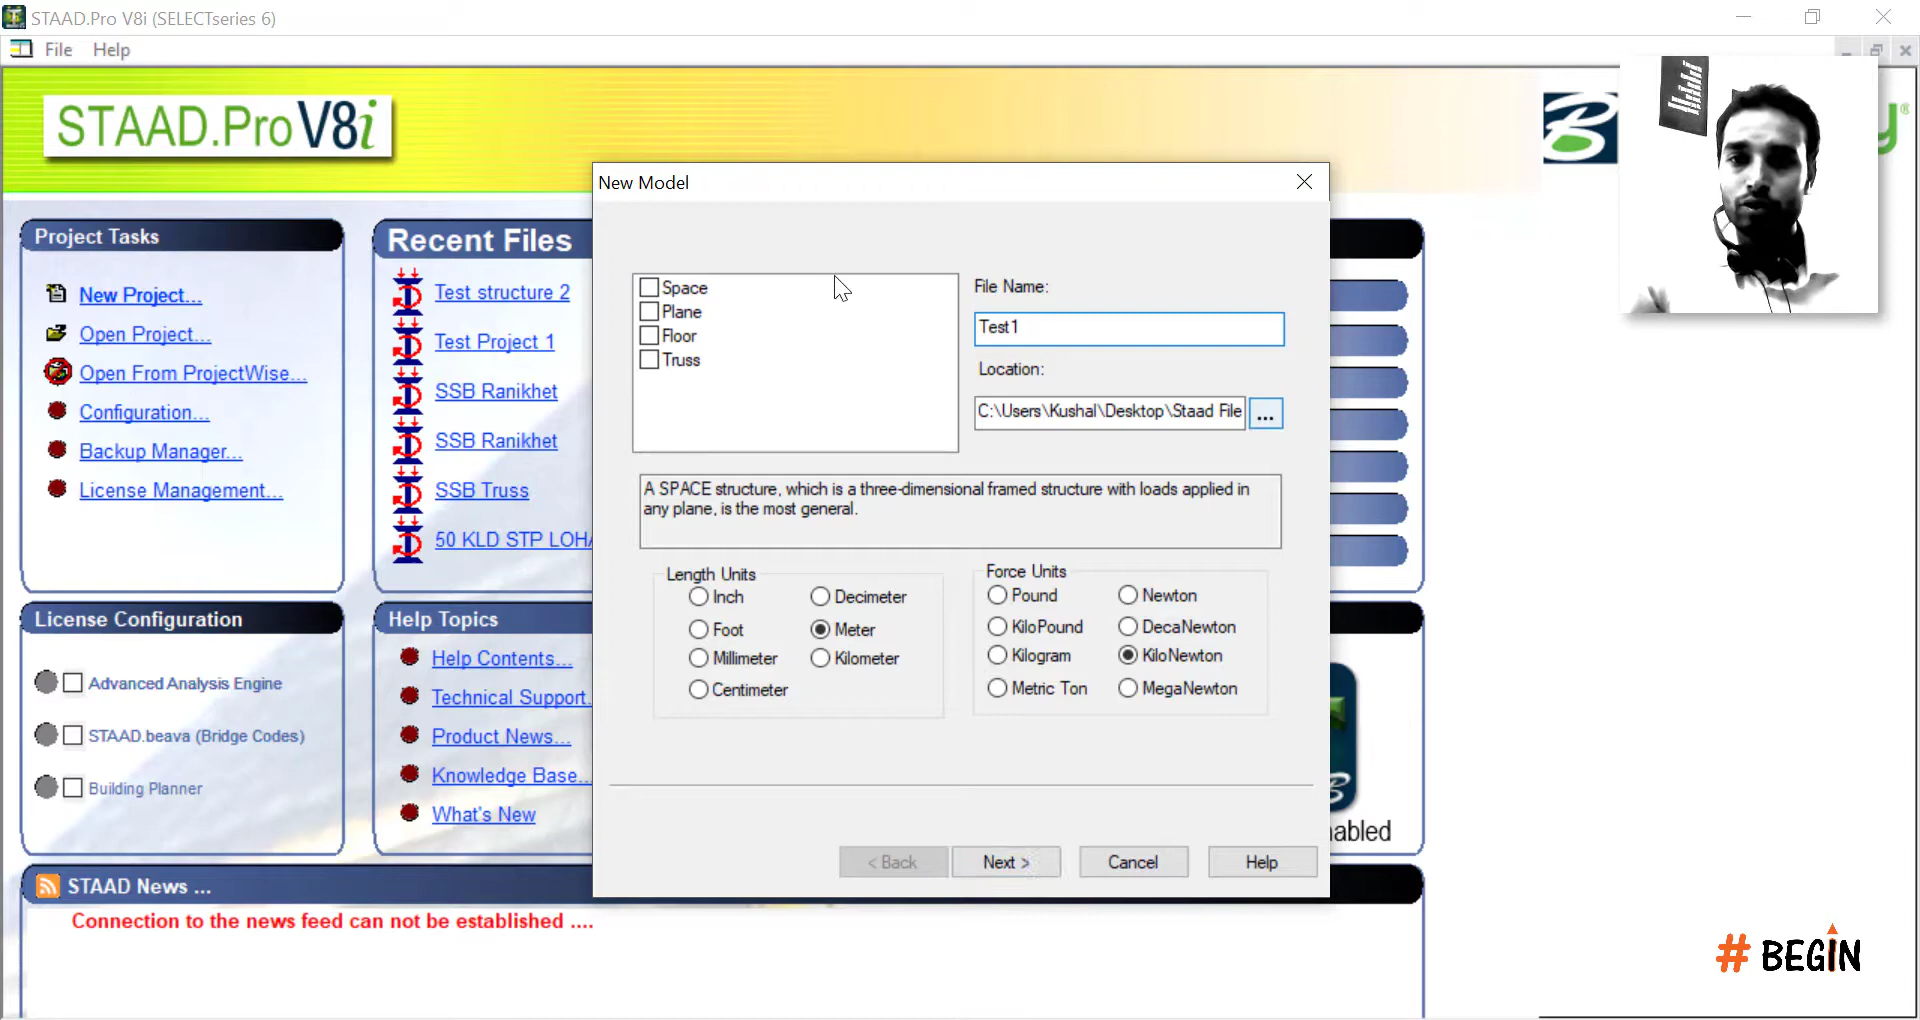 STAAD.Pro V8i (SELECTseries 6)
File Help
STAAD.Pro V8i
New Model
Project Tasks
New Project...
Open Project...
Open From ProjectWise...
Configuration...
Backup Manager...
License Management...
Recent Files
Test structure 2
Test Project 1
SSB Ranikhet
SSB Ranikhet
SSB Truss
50 KLD STP LOHA
Space
Plane
Floor
Truss
File Name:
Test1
Location:
C:\Users\Kushal\Desktop\Staad File
...
A SPACE structure, which is a three-dimensional framed structure with loads applied in
any plane, is the most general.
Length Units
Inch
Foot
Millimeter
Centimeter
Decimeter
Meter
Kilometer
Force Units
Pound
KiloPound
Kilogram
Metric Ton
Newton
DecaNewton
KiloNewton
MegaNewton
< Back
Next >
Cancel
Help
License Configuration
Advanced Analysis Engine
STAAD.beava (Bridge Codes)
Building Planner
Help Topics
Help Contents...
Technical Support.
Product News...
Knowledge Base...
What's New
abled
STAAD News ...
Connection to the news feed can not be established ....
# BEGIN